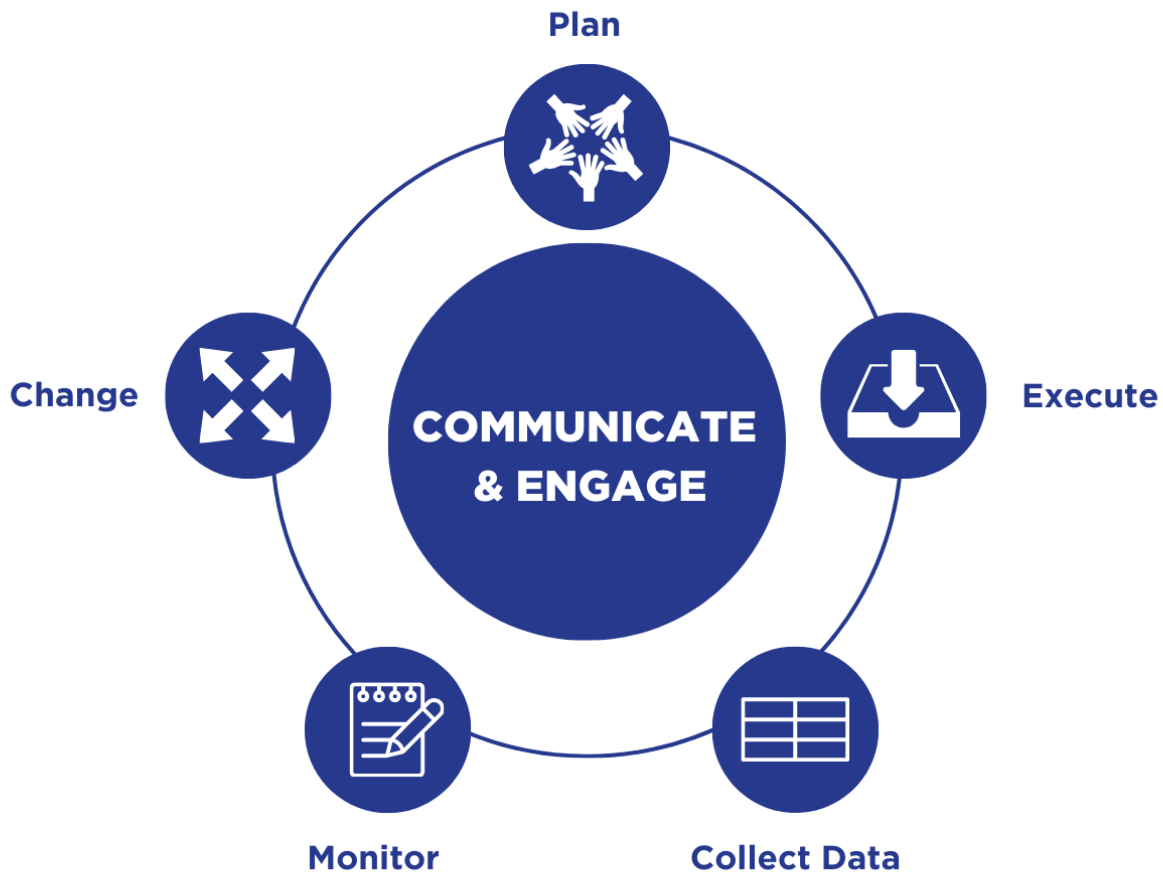 Plan
Change
COMMUNICATE
& ENGAGE
Execute
Monitor
Collect Data